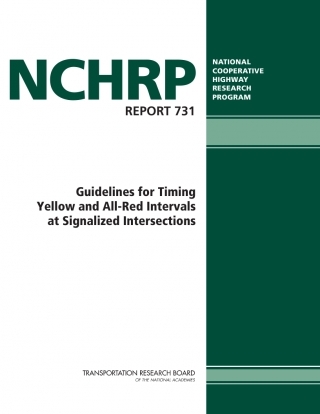 NCHRP
REPORT 731
NATIONAL
COOPERATIVE
HIGHWAY
RESEARCH
PROGRAM
Guidelines for Timing
Yellow and All-Red Intervals
at Signalized Intersections
TRANSPORTATION RESEARCH BOARD
OF THE NATIONAL ACADEMIES